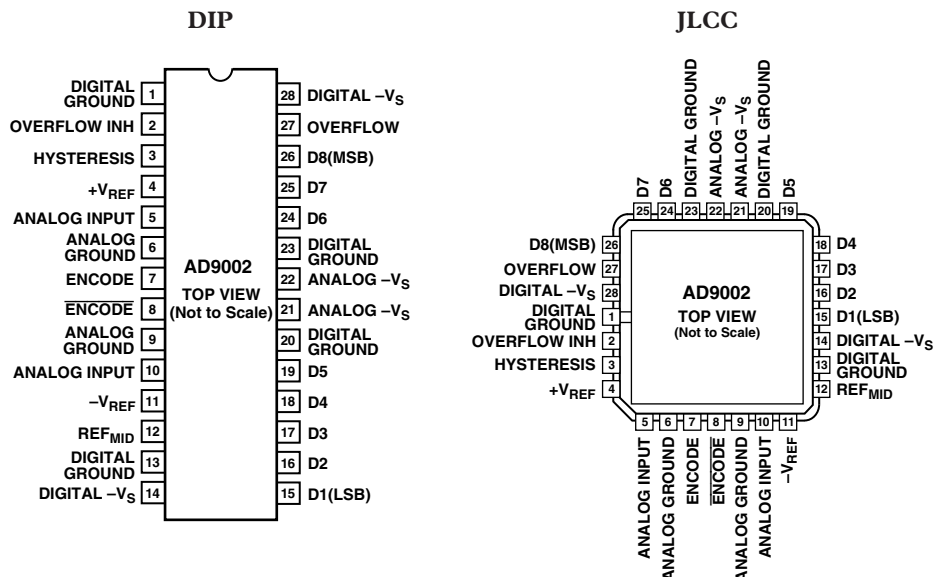 DIP
DIGITAL
GROUND 1
OVERFLOW INH 2
HYSTERESIS 3
+VREF 4
ANALOG INPUT 5
ANALOG
GROUND 6
ENCODE 7
ENCODE 8
ANALOG
GROUND 9
ANALOG INPUT 10
–VREF 11
REFMID 12
DIGITAL
GROUND 13
DIGITAL –VS 14
AD9002
TOP VIEW
(Not to Scale)
28 DIGITAL –VS
27 OVERFLOW
26 D8(MSB)
25 D7
24 D6
23 DIGITAL
GROUND
22 ANALOG –VS
21 ANALOG –VS
20 DIGITAL
GROUND
19 D5
18 D4
17 D3
16 D2
15 D1(LSB)
JLCC
D7
D6
DIGITAL GROUND
ANALOG –VS
ANALOG –VS
DIGITAL GROUND
D5
25 24 23 22 21 20 19
D8(MSB) 26
OVERFLOW 27
DIGITAL –VS 28
DIGITAL
GROUND 1
OVERFLOW INH 2
HYSTERESIS 3
+VREF 4
AD9002
TOP VIEW
(Not to Scale)
18 D4
17 D3
16 D2
15 D1(LSB)
14 DIGITAL –VS
13 DIGITAL
GROUND
12 REFMID
5 6 7 8 9 10 11
ANALOG INPUT
ANALOG GROUND
ENCODE
ENCODE
ANALOG GROUND
ANALOG INPUT
–VREF